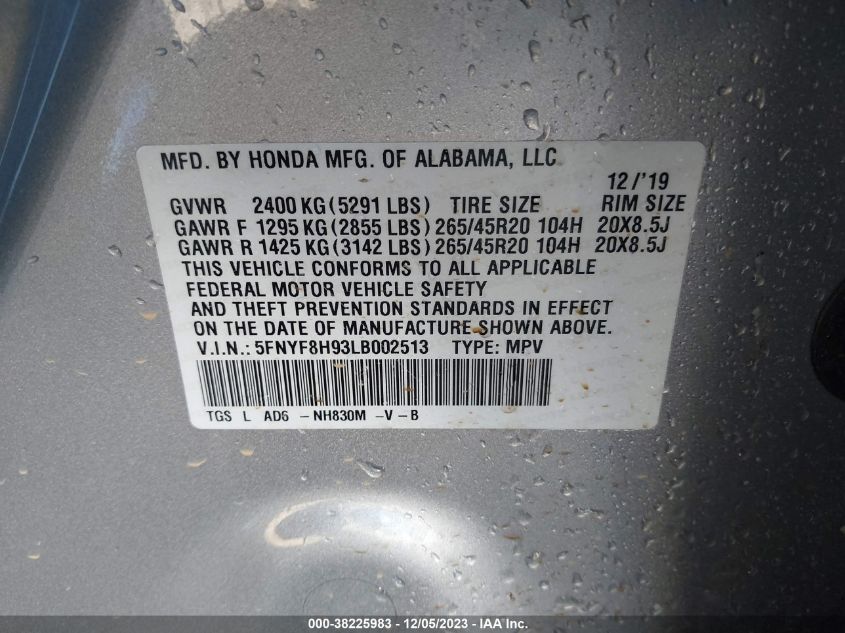 MFD. BY HONDA MFG. OF ALABAMA, LLC
12/'19
GVWR 2400 KG(5291 LBS) TIRE SIZE RIM SIZE
GAWR F 1295 KG(2855 LBS)265/45R20 104H 20X8.5J
GAWR R 1425 KG(3142 LBS)265/45R20 104H 20X8.5J
THIS VEHICLE CONFORMS TO ALL APPLICABLE
FEDERAL MOTOR VEHICLE SAFETY
AND THEFT PREVENTION STANDARDS IN EFFECT
ON THE DATE OF MANUFACTURE SHOWN ABOVE.
V.I.N.: 5FNYF8H93LB002513 TYPE: MPV
TGS L AD6 -NH830M -V-B
000-38225983 - 12/05/2023 - IAA Inc.